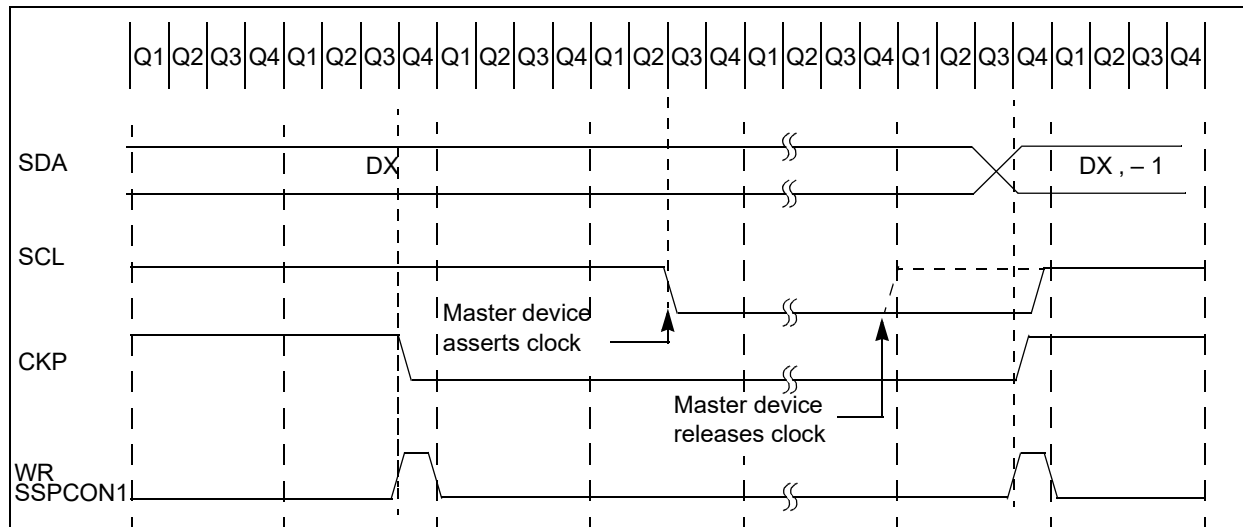 Q1 Q2 Q3 Q4 Q1 Q2 Q3 Q4 Q1 Q2 Q3 Q4 Q1 Q2 Q3 Q4 Q1 Q2 Q3 Q4 Q1 Q2 Q3 Q4 Q1 Q2 Q3 Q4
SDA
DX
DX , – 1
SCL
Master device
asserts clock
CKP
Master device
releases clock
WR
SSPCON1